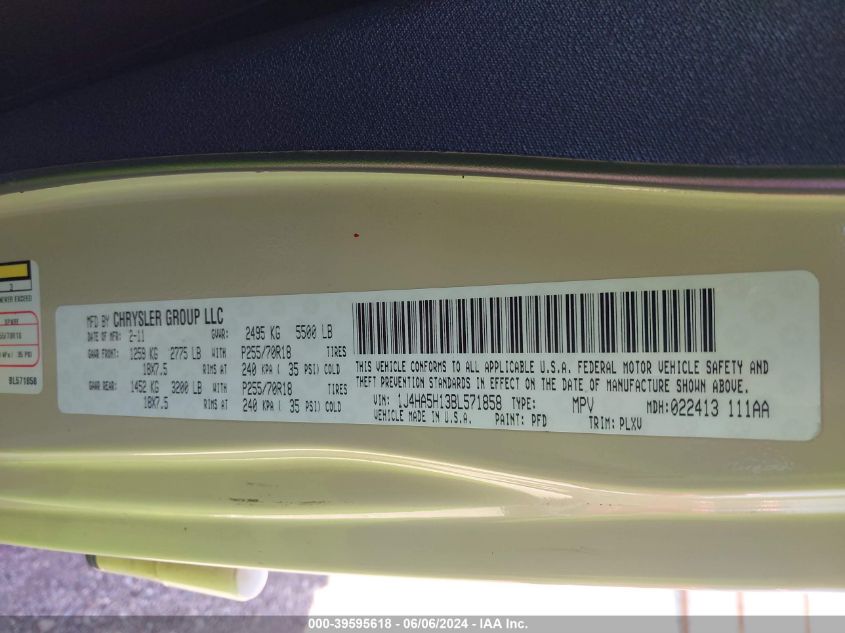 3
NEWER EXCEED
SPARE
BL571858
MFD BY CHRYSLER GROUP LLC
DATE OF MFR: 2-11 GVWR: 2495 KG 5500 LB
GAWR FRONT: 1259 KG 2775 LB WITH P255/70R18 TIRES
18X7.5 RIMS AT 240 KPA ( 35 PSI) COLD
GAWR REAR: 1452 KG 3200 LB WITH P255/70R18 TIRES
18X7.5 RIMS AT 240 KPA ( 35 PSI) COLD
THIS VEHICLE CONFORMS TO ALL APPLICABLE U.S.A. FEDERAL MOTOR VEHICLE SAFETY AND
THEFT PREVENTION STANDARDS IN EFFECT ON THE DATE OF MANUFACTURE SHOWN ABOVE.
VIN: 1J4HA5H13BL571858 TYPE: MPV MDH: 022413 111AA
VEHICLE MADE IN U.S.A. PAINT: PFD TRIM: PLXV
000-39595618 - 06/06/2024 - IAA Inc.